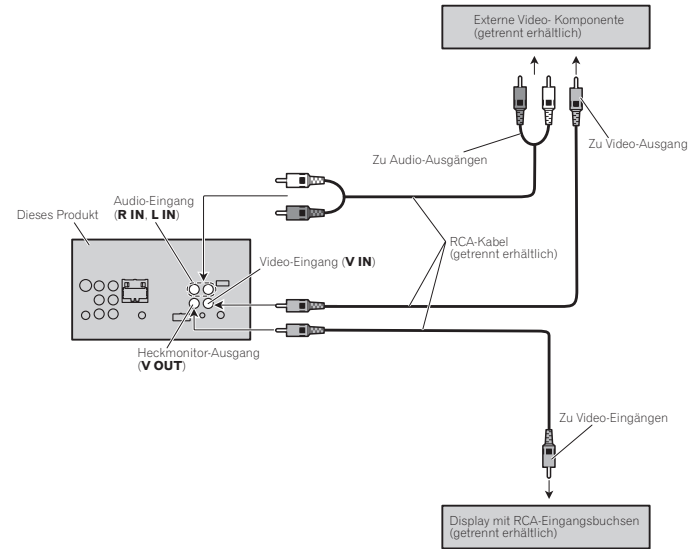 Externe Video- Komponente
(getrennt erhältlich)
Zu Audio-Ausgängen
Zu Video-Ausgang
Audio-Eingang
(R IN, L IN)
Dieses Produkt
RCA-Kabel
(getrennt erhältlich)
Video-Eingang (V IN)
Heckmonitor-Ausgang
(V OUT)
Zu Video-Eingängen
Display mit RCA-Eingangsbuchsen
(getrennt erhältlich)